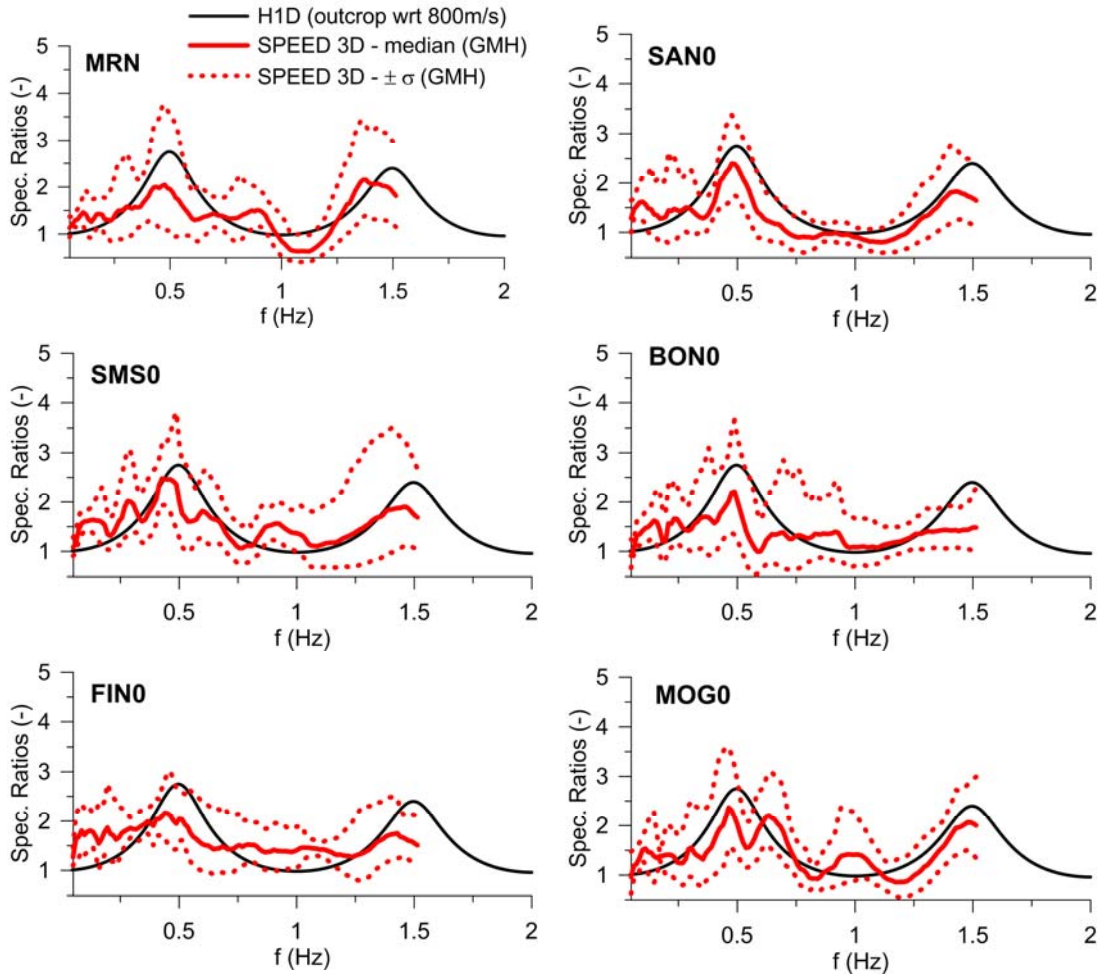 H1D (outcrop wrt 800m/s)
SPEED 3D - median (GMH)
SPEED 3D - ± σ (GMH)
MRN
Spec. Ratios (-)
5
4
3
2
1
0.5
1
1.5
2
f (Hz)
SAN0
Spec. Ratios (-)
5
4
3
2
1
0.5
1
1.5
2
f (Hz)
SMS0
Spec. Ratios (-)
5
4
3
2
1
0.5
1
1.5
2
f (Hz)
BON0
Spec. Ratios (-)
5
4
3
2
1
0.5
1
1.5
2
f (Hz)
FIN0
Spec. Ratios (-)
5
4
3
2
1
0.5
1
1.5
2
f (Hz)
MOG0
Spec. Ratios (-)
5
4
3
2
1
0.5
1
1.5
2
f (Hz)